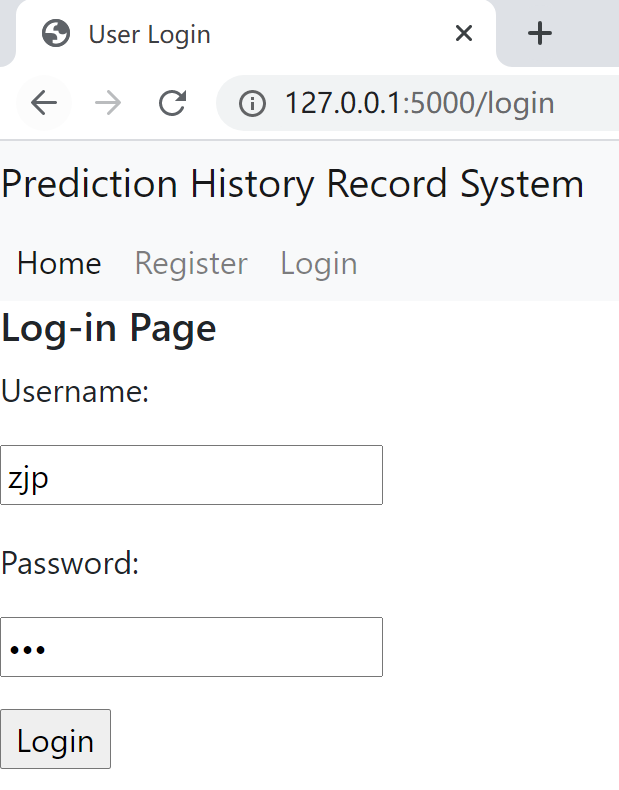 User Login
127.0.0.1:5000/login
Prediction History Record System
Home Register Login
Log-in Page
Username:
zjp
Password:
•••
Login